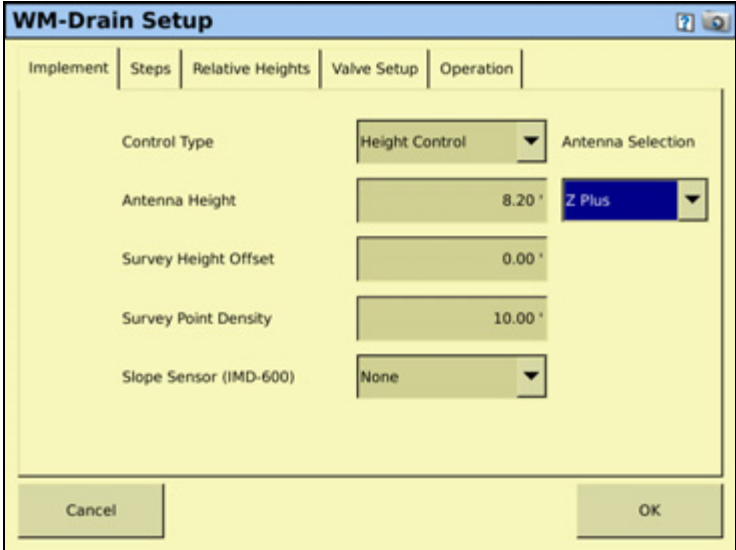 WM-Drain Setup ?
Implement Steps Relative Heights Valve Setup Operation
Control Type Height Control Antenna Selection
Antenna Height 8.20 ' Z Plus
Survey Height Offset 0.00 '
Survey Point Density 10.00 '
Slope Sensor (IMD-600) None
Cancel OK